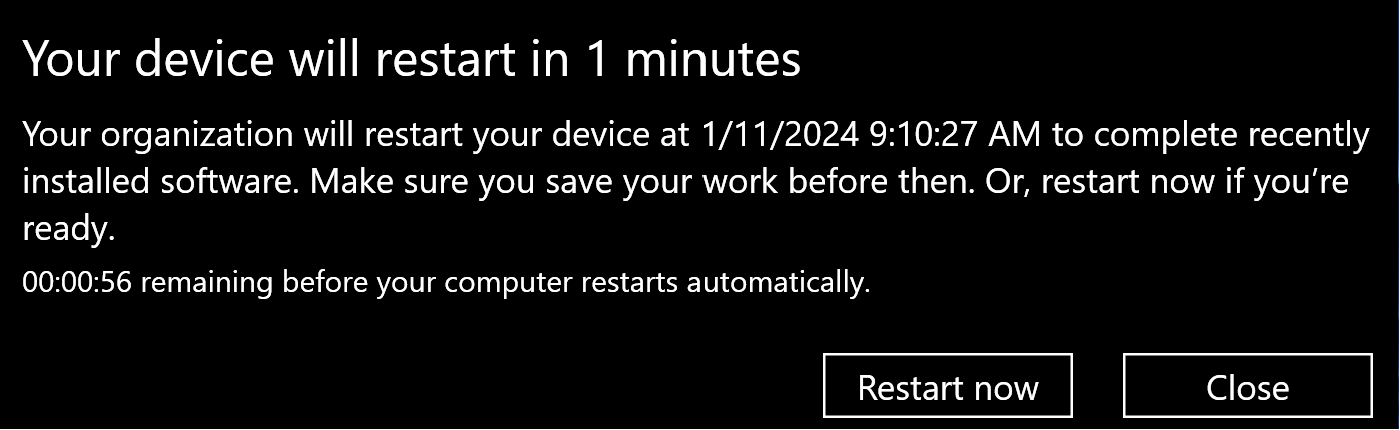 Your device will restart in 1 minutes
Your organization will restart your device at 1/11/2024 9:10:27 AM to complete recently
installed software. Make sure you save your work before then. Or, restart now if you’re
ready.
00:00:56 remaining before your computer restarts automatically.
Restart now
Close